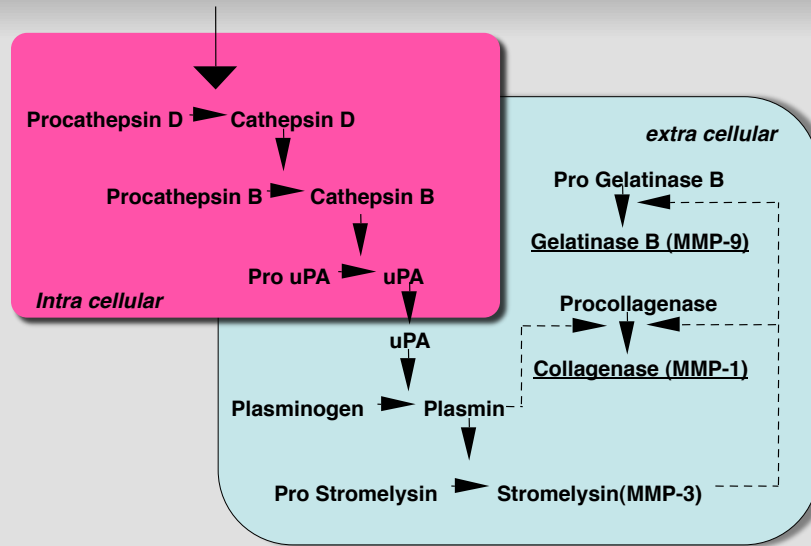 Procathepsin D Cathepsin D
extra cellular
Pro Gelatinase B
Procathepsin B Cathepsin B
Gelatinase B (MMP-9)
Pro uPA uPA
Intra cellular
Procollagenase
uPA
Collagenase (MMP-1)
Plasminogen Plasmin
Pro Stromelysin Stromelysin(MMP-3)